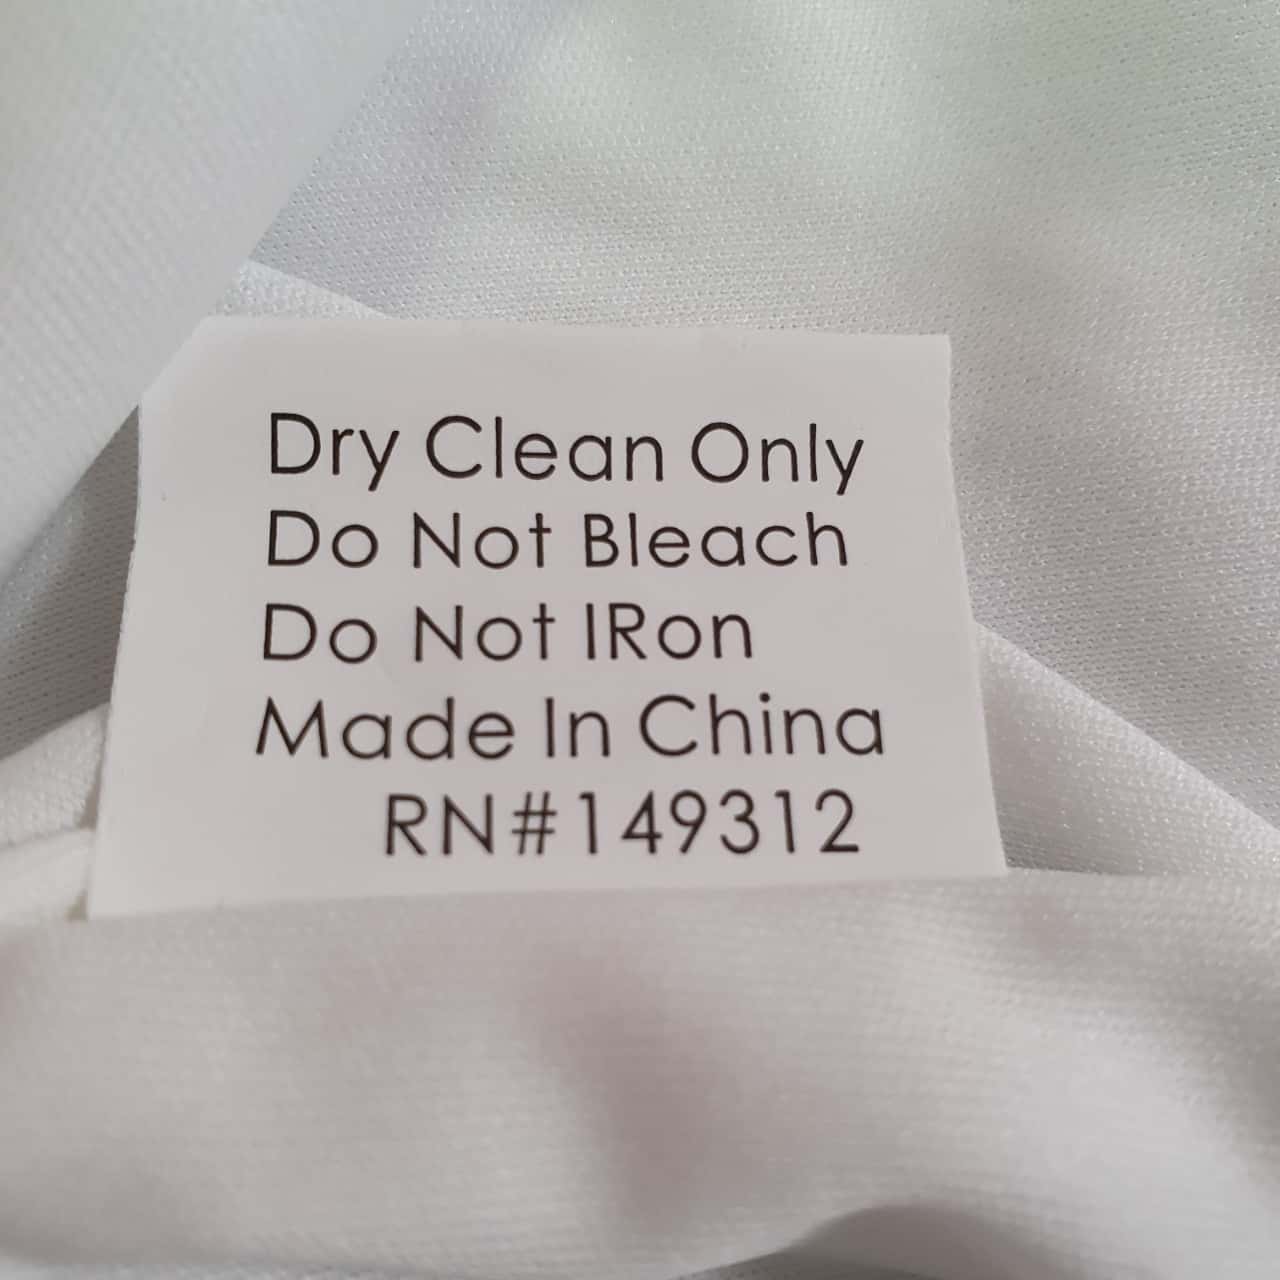 Dry Clean Only
Do Not Bleach
Do Not IRon
Made In China
RN#149312